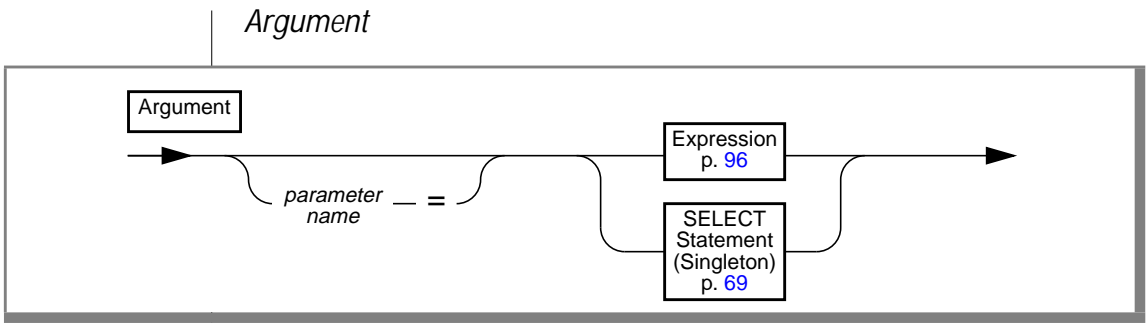 Argument
Argument
Expression
p. 96
parameter
name
=
SELECT
Statement
(Singleton)
p. 69